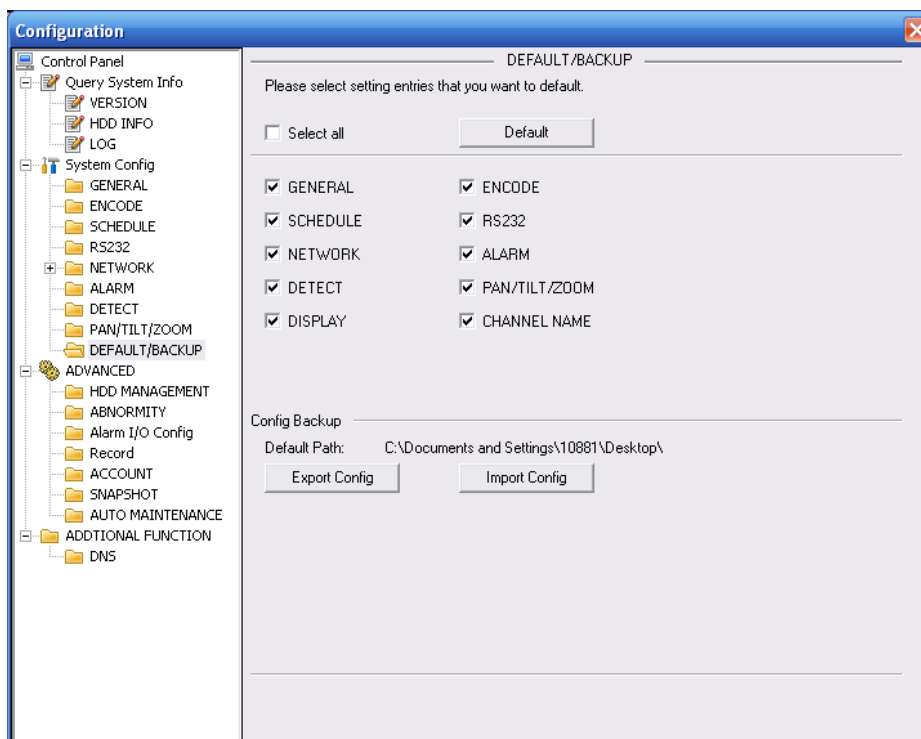 Configuration
Control Panel
Query System Info
VERSION
HDD INFO
LOG
System Config
GENERAL
ENCODE
SCHEDULE
RS232
NETWORK
ALARM
DETECT
PAN/TILT/ZOOM
DEFAULT/BACKUP
ADVANCED
HDD MANAGEMENT
ABNORMITY
Alarm I/O Config
Record
ACCOUNT
SNAPSHOT
AUTO MAINTENANCE
ADDTIONAL FUNCTION
DNS
DEFAULT/BACKUP
Please select setting entries that you want to default.
Select all Default
GENERAL ENCODE
SCHEDULE RS232
NETWORK ALARM
DETECT PAN/TILT/ZOOM
DISPLAY CHANNEL NAME
Config Backup
Default Path: C:\Documents and Settings\10881\Desktop\
Export Config Import Config